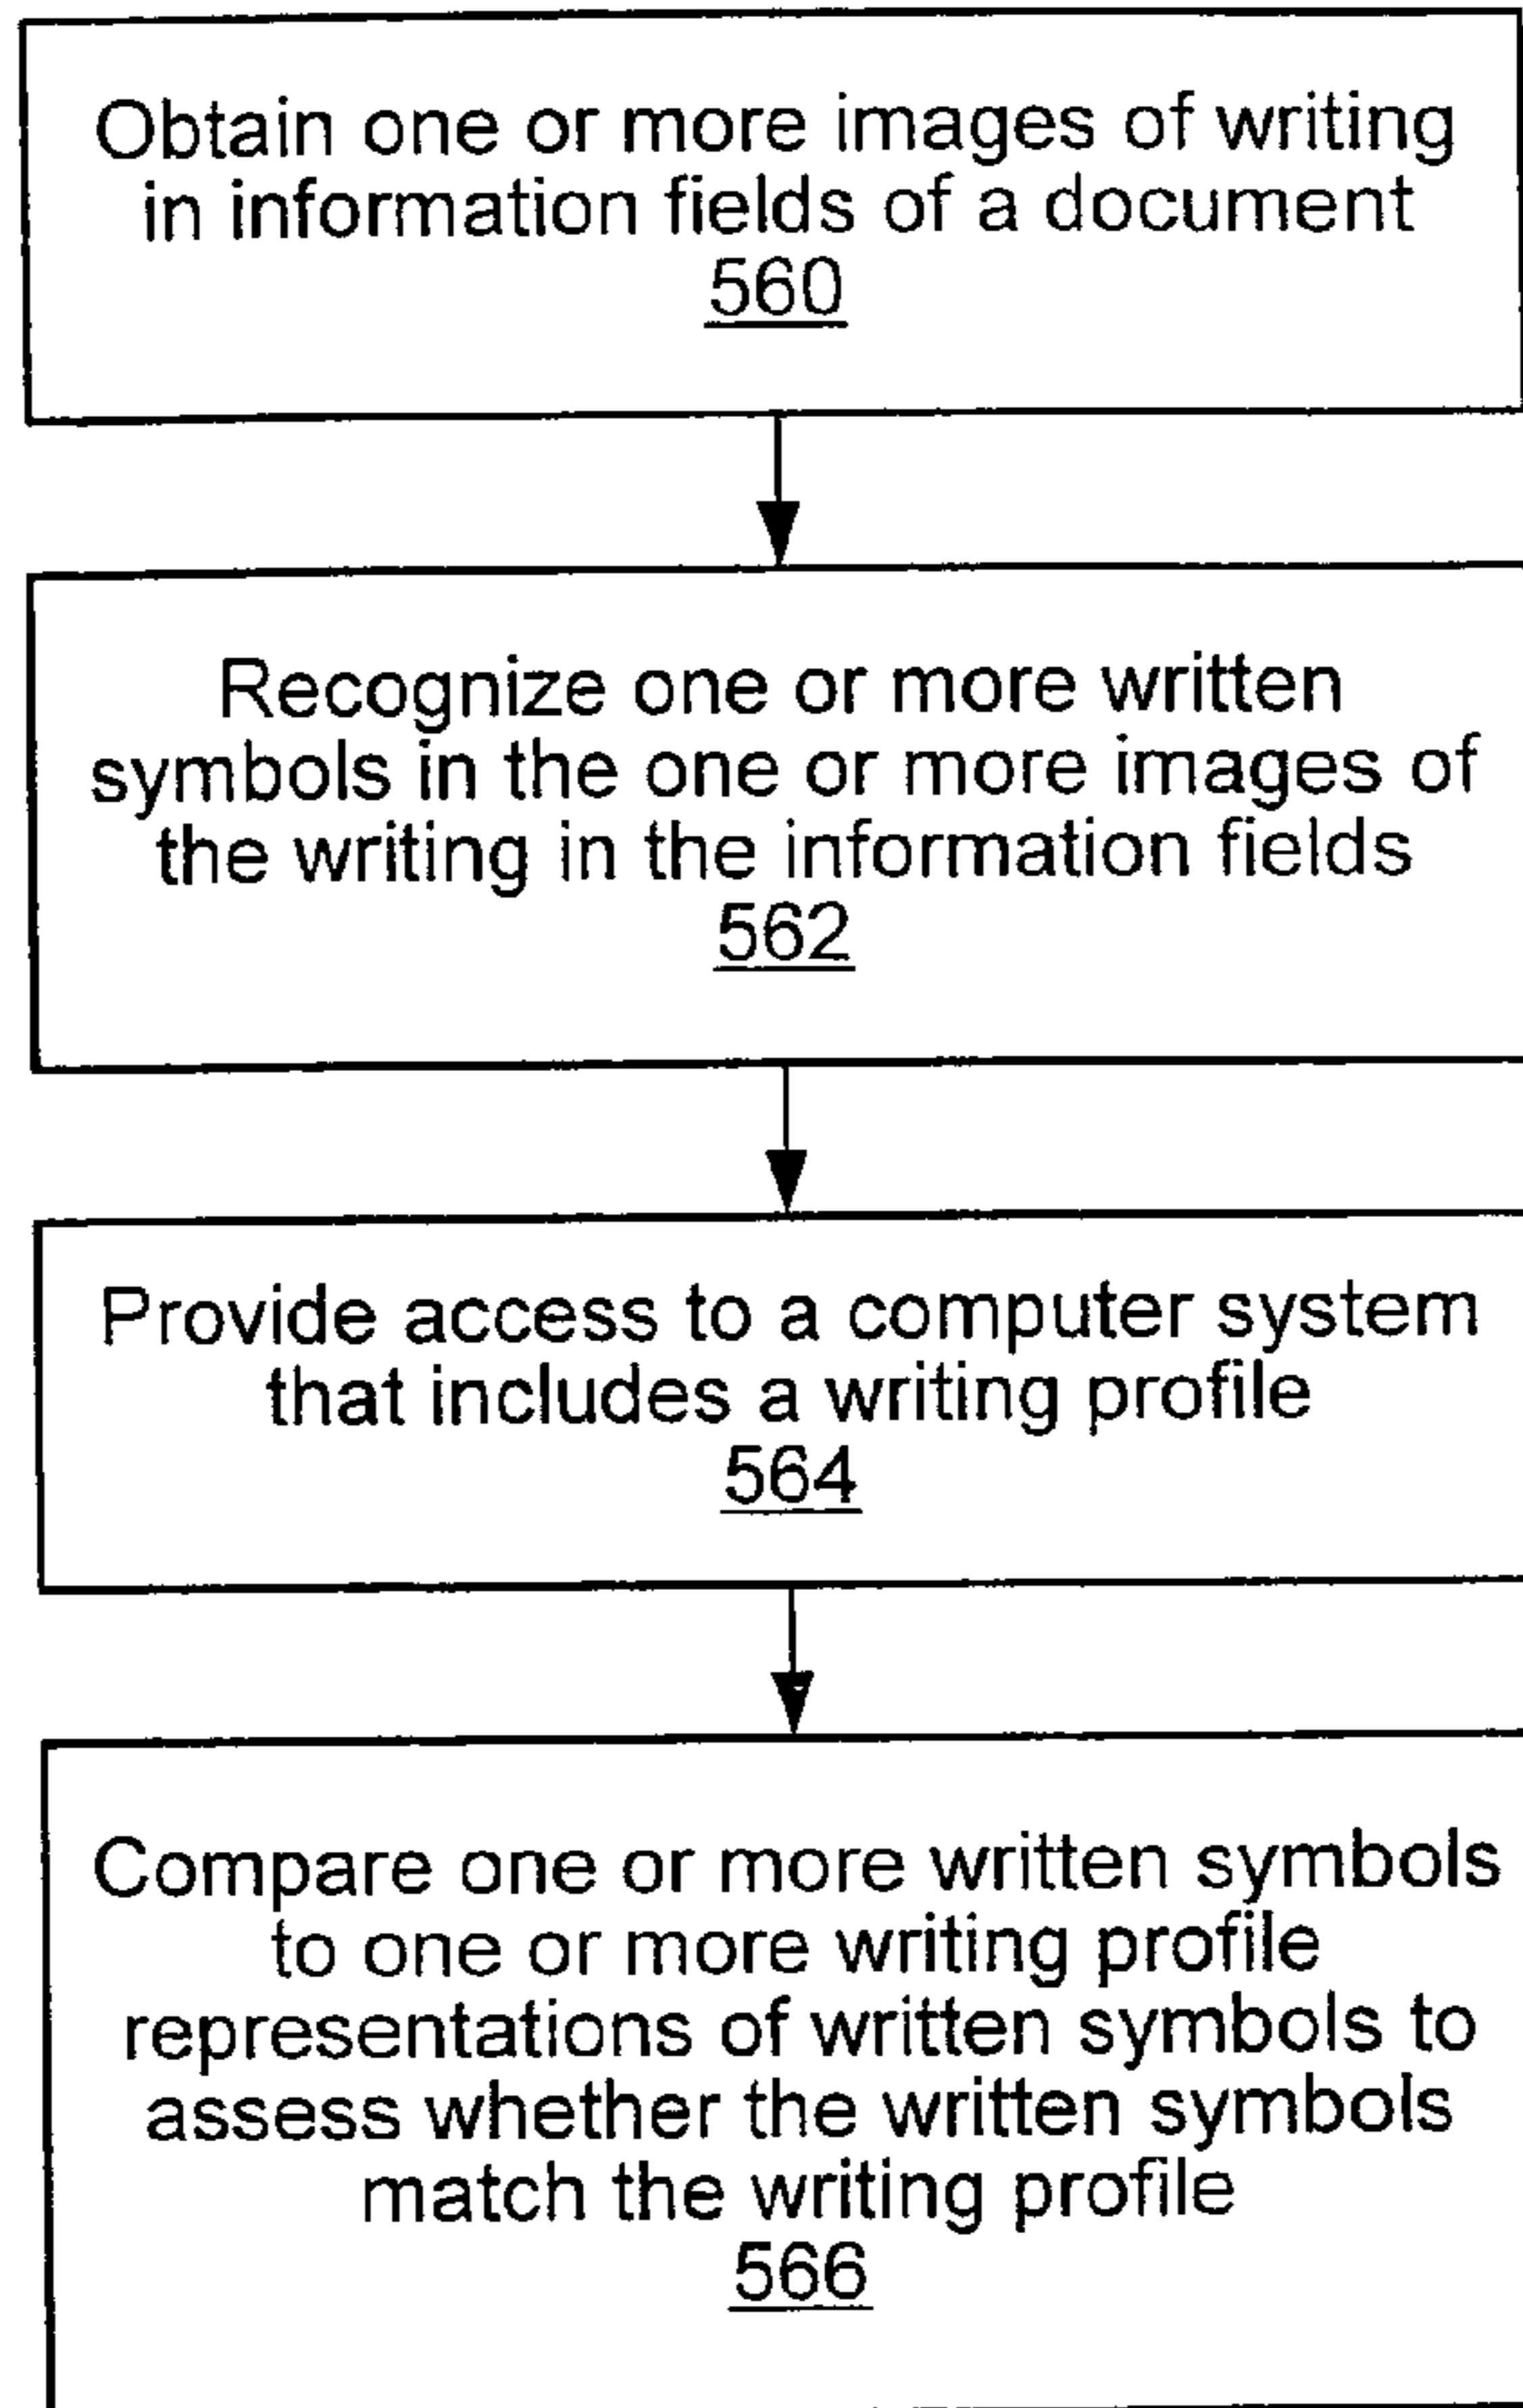 Obtain one or more images of writing
in information fields of a document
560
Recognize one or more written
symbols in the one or more images of
the writing in the information fields
562
Provide access to a computer system
that includes a writing profile
564
Compare one or more written symbols
to one or more writing profile
representations of written symbols to
assess whether the written symbols
match the writing profile
566